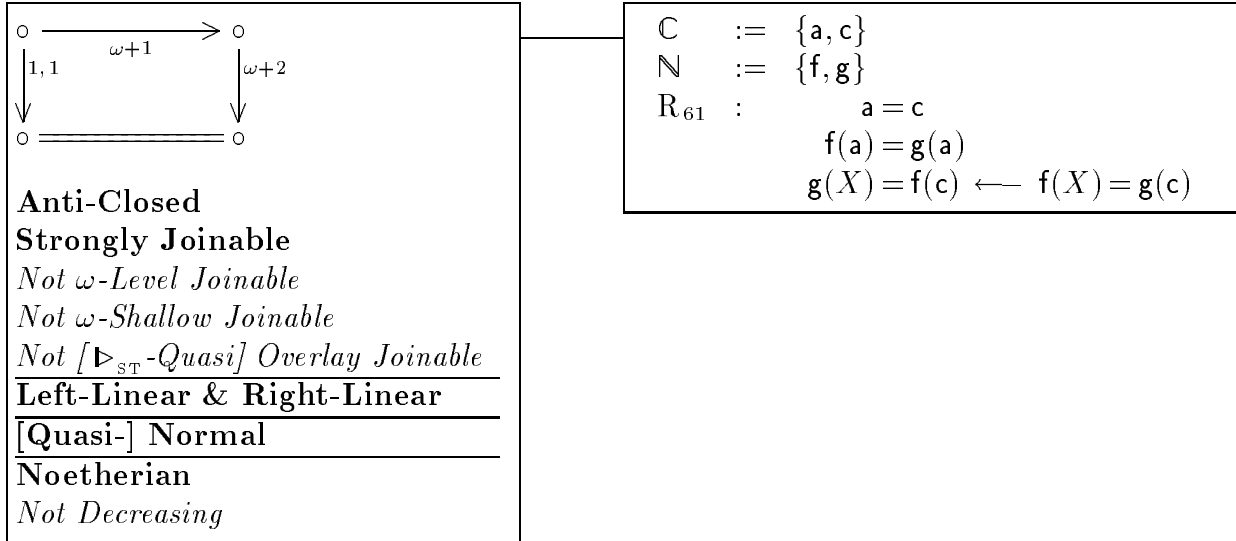 ω+1
1, 1
ω+2
Anti-Closed
Strongly Joinable
Not ω-Level Joinable
Not ω-Shallow Joinable
Not [ ⊳ST -Quasi] Overlay Joinable
Left-Linear & Right-Linear
[Quasi-] Normal
Noetherian
Not Decreasing
ℂ := {a, c}
ℕ := {f, g}
R61 : a = c
f(a) = g(a)
g(X) = f(c) ⟵ f(X) = g(c)